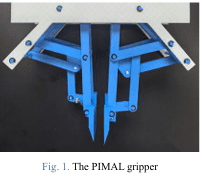 Fig. 1. The PIMAL gripper